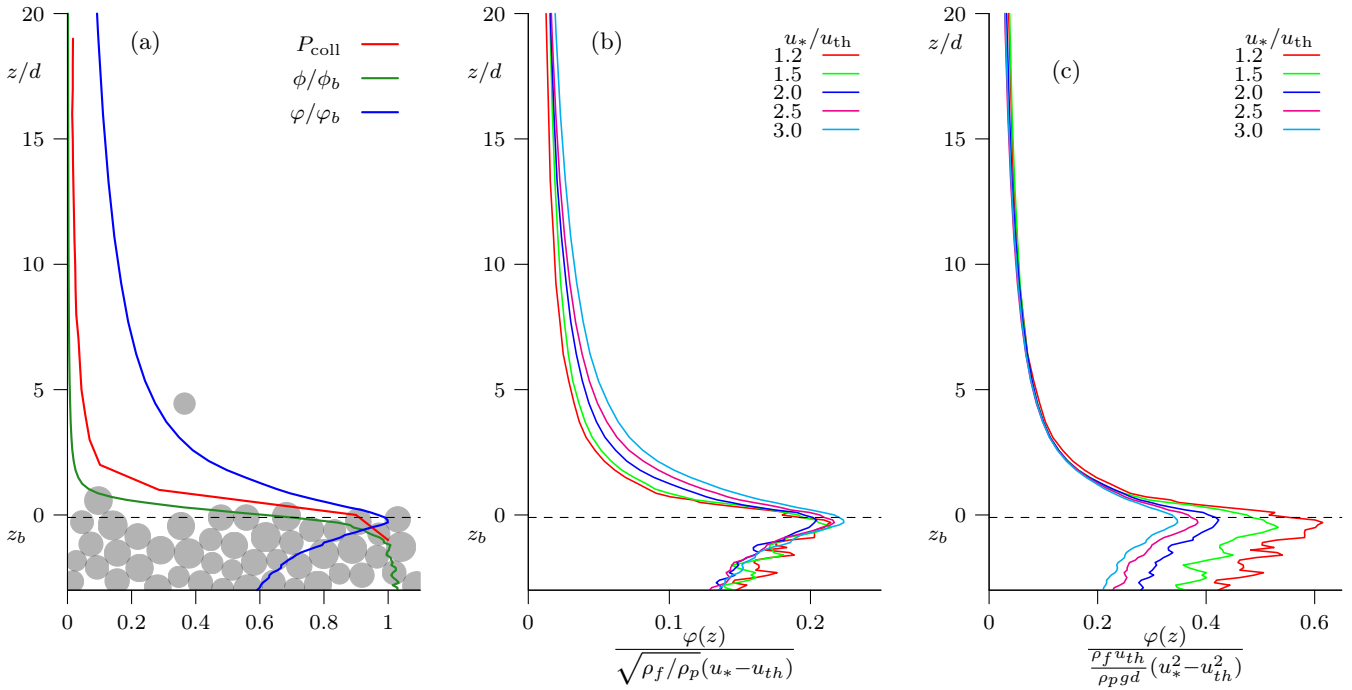 20
15
10
5
0
z/d
z_b
(a)
P_coll
ϕ/ϕ_b
φ/φ_b
0 0.2 0.4 0.6 0.8 1
20
15
10
5
0
z/d
z_b
(b)
u_*/u_th
1.2
1.5
2.0
2.5
3.0
0 0.1 0.2
φ(z)
√ρ_f/ρ_p(u_*−u_th)
20
15
10
5
0
z/d
z_b
(c)
u_*/u_th
1.2
1.5
2.0
2.5
3.0
0 0.2 0.4 0.6
φ(z)
ρ_f u_th
ρ_p gd
(u_*^2−u_th^2)